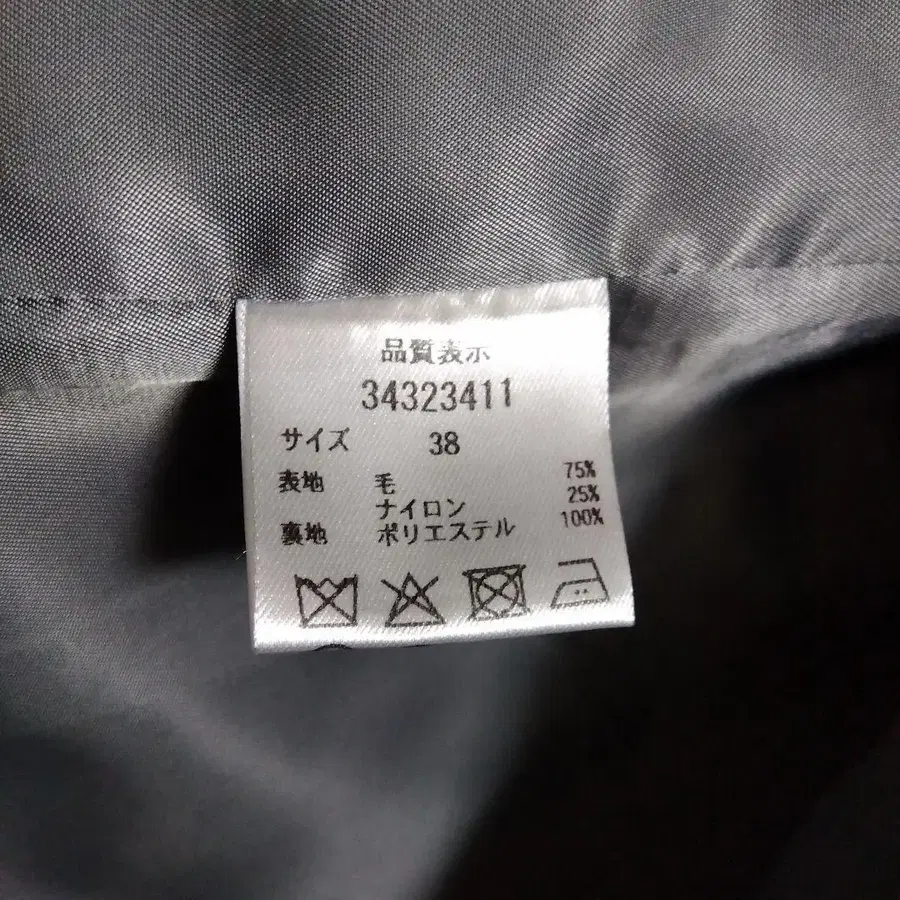 品質表示
34323411
サイズ 38
表地 毛 75%
ナイロン 25%
裏地 ポリエステル 100%